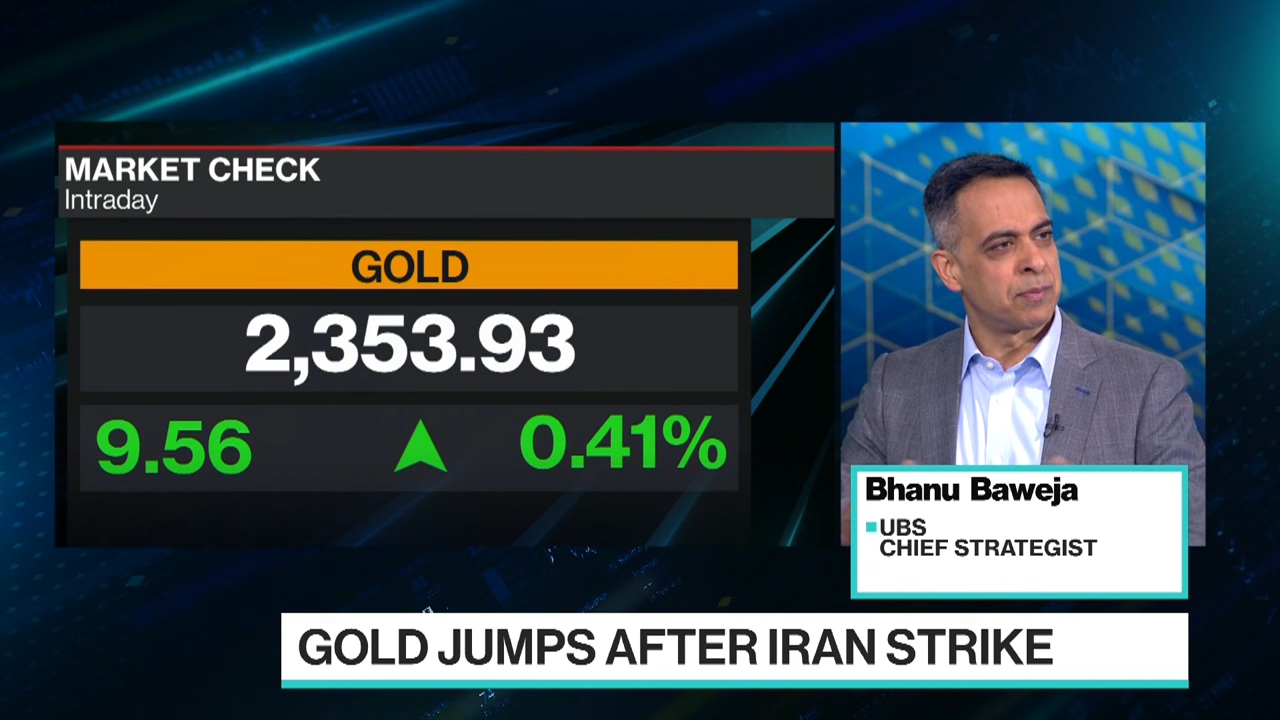 MARKET CHECK
Intraday
GOLD
2,353.93
9.56 ▲ 0.41%
Bhanu Baweja
UBS
CHIEF STRATEGIST
GOLD JUMPS AFTER IRAN STRIKE